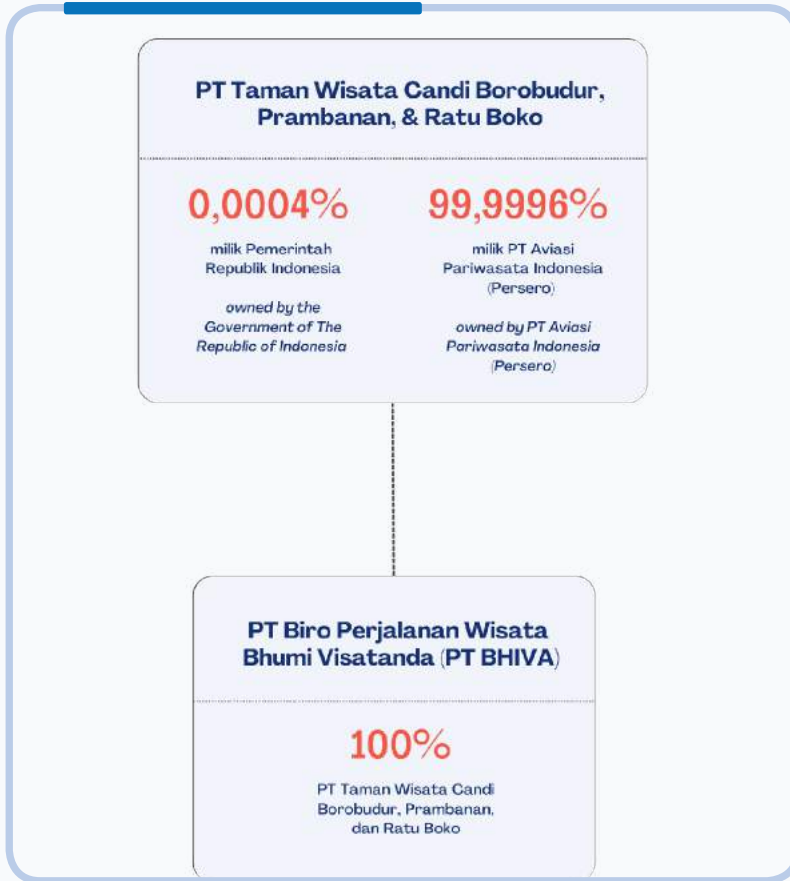 PT Taman Wisata Candi Borobudur,
Prambanan, & Ratu Boko
0,0004%
milik Pemerintah
Republik Indonesia
owned by the
Government of The
Republic of Indonesia
99,9996%
milik PT Aviasi
Pariwasata Indonesia
(Persero)
owned by PT Aviasi
Pariwasata Indonesia
(Persero)
PT Biro Perjalanan Wisata
Bhumi Visatanda (PT BHIVA)
100%
PT Taman Wisata Candi
Borobudur, Prambanan,
dan Ratu Boko